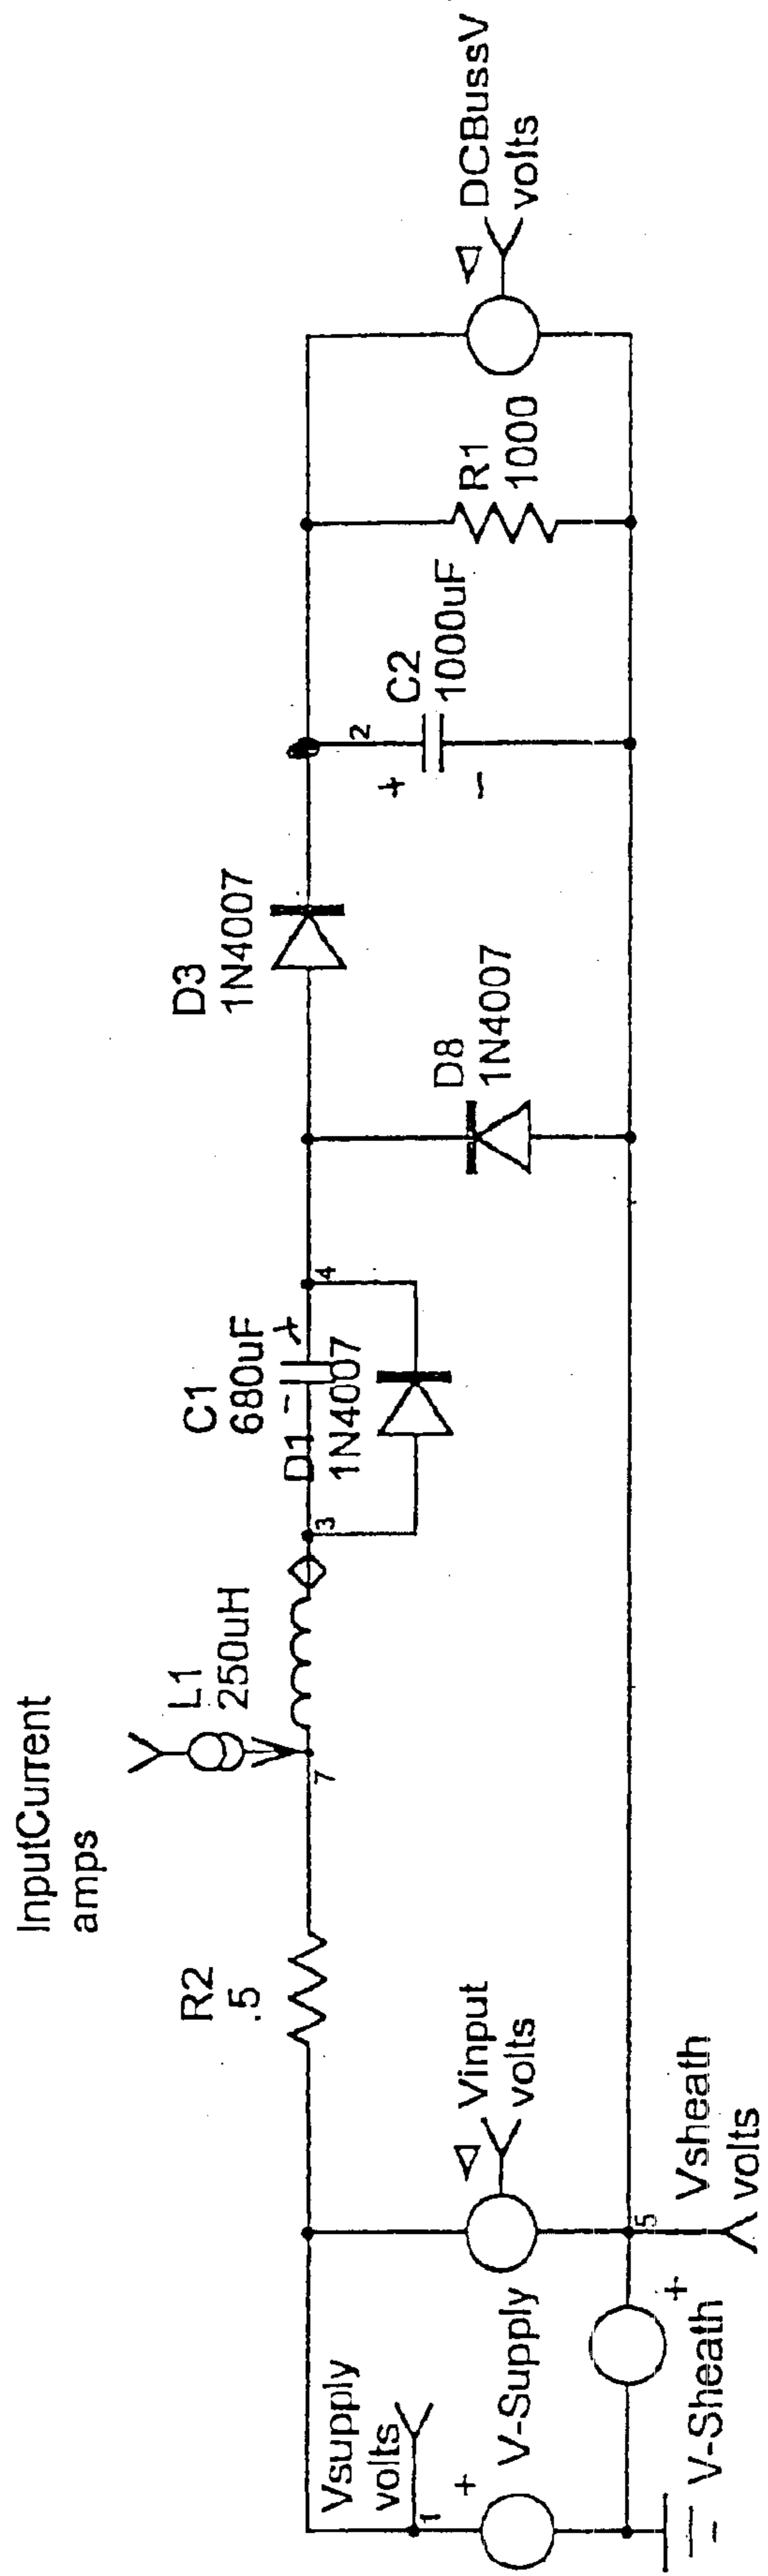 InputCurrent
amps
L1
250uH
7
R2
.5
C1
680uF
- +
D1
1N4007
3
4
D3
1N4007
D8
1N4007
2
+
-
C2
1000uF
R1
1000
DCBussV
volts
Vsupply
volts
1
+
V-Supply
Vinput
volts
5
+
V-Sheath
Vsheath
volts